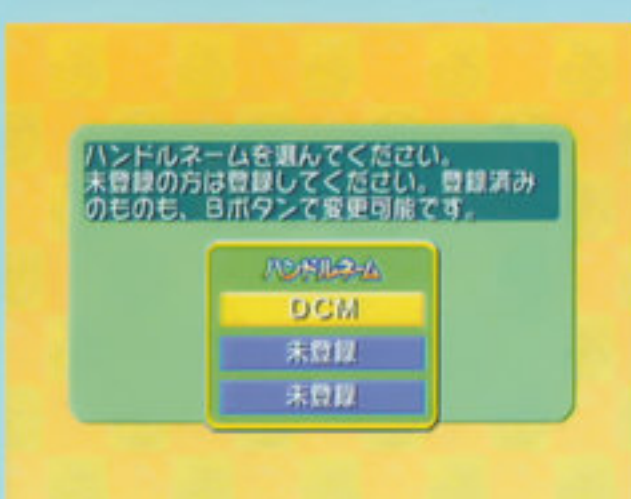 ハンドルネームを選んでください。
未登録の方は登録してください。登録済み
のものも、Bボタンで変更可能です。
ハンドルネーム
DCM
未登録
未登録